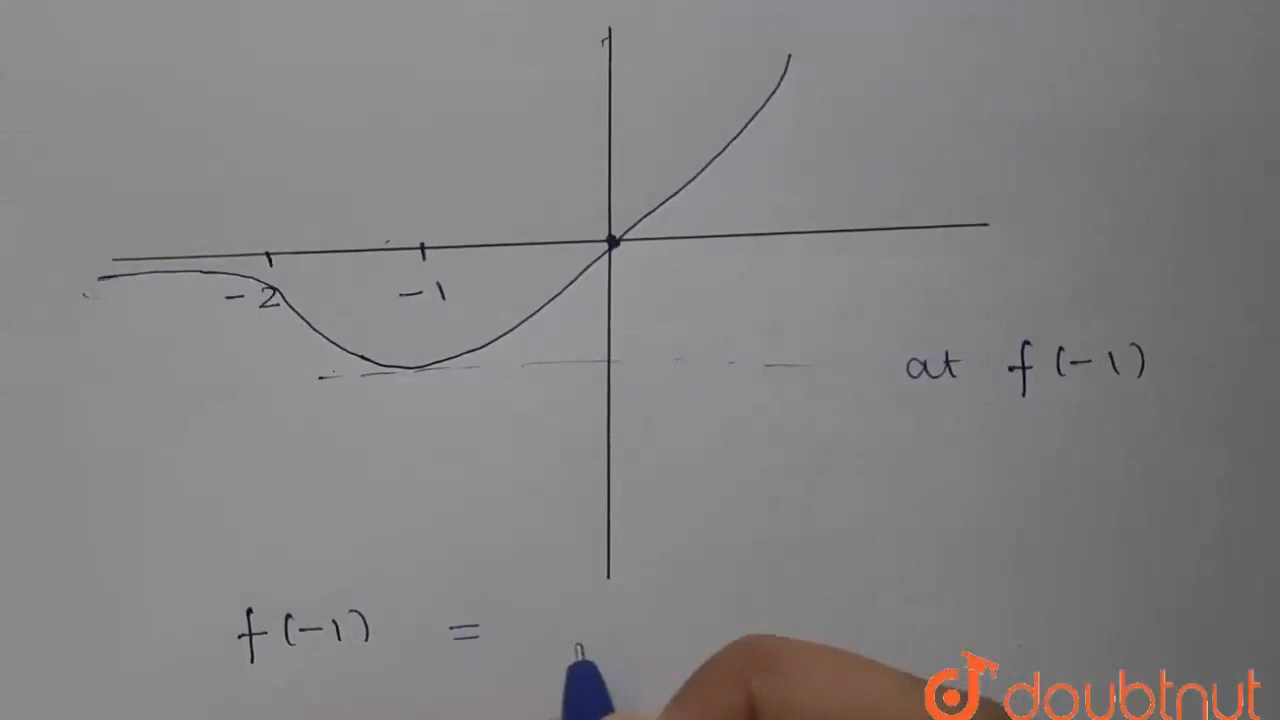 -2
-1
at f(-1)
f(-1) =
doubtnut